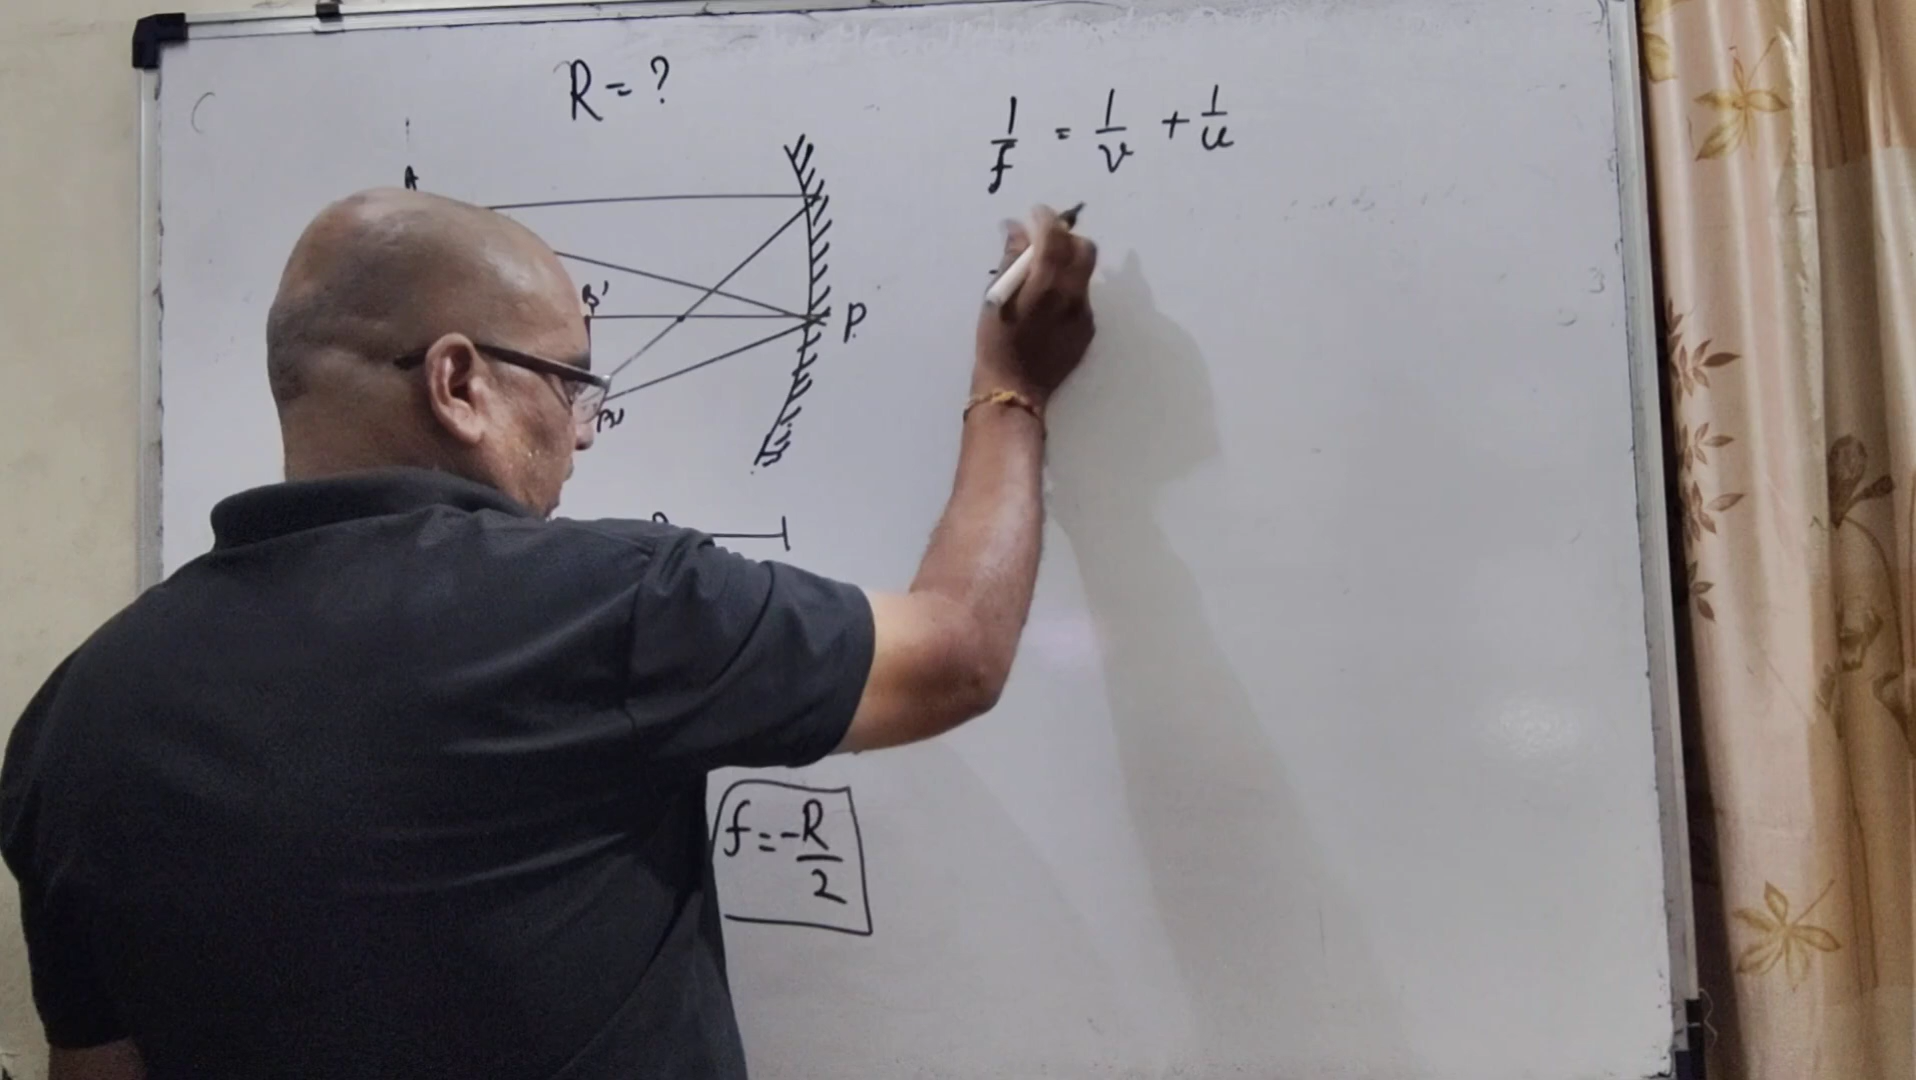 R = ?
1/f = 1/v + 1/u
A
B'
P
f = -R/2